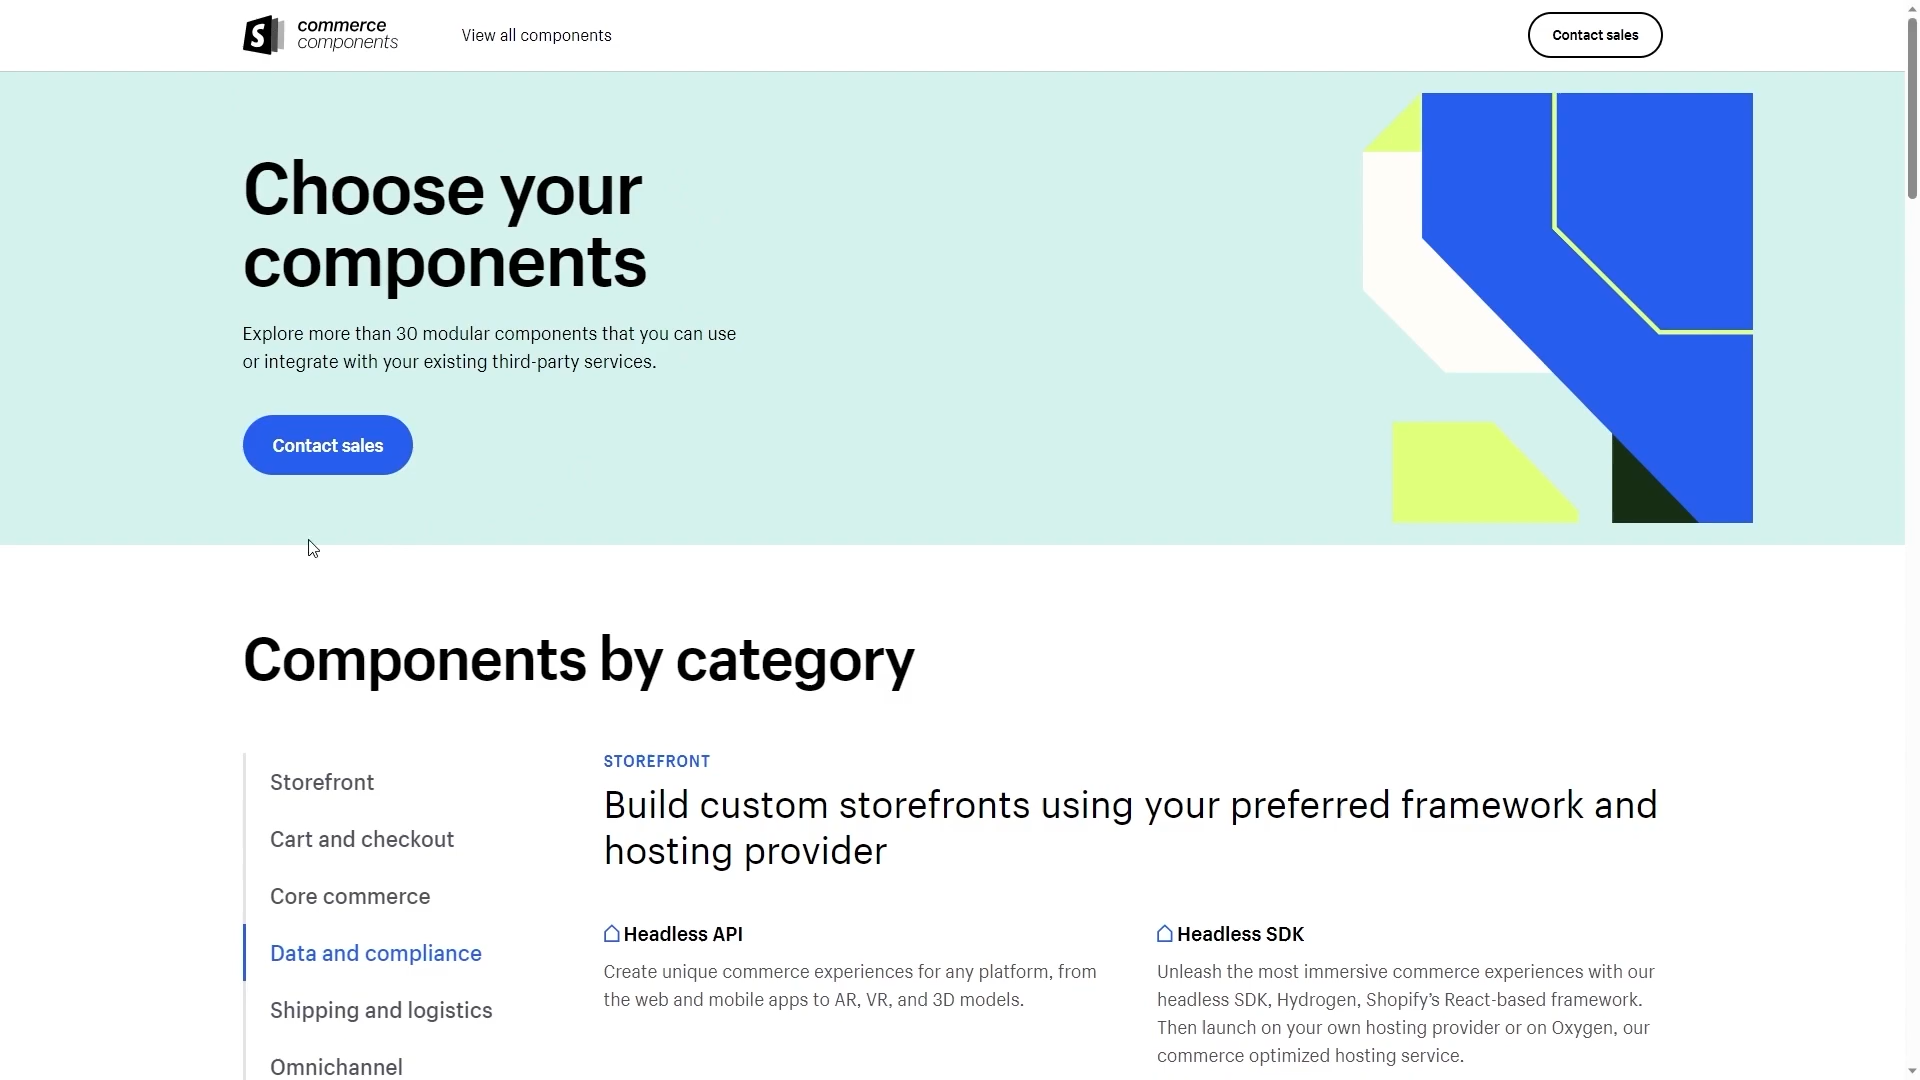 commerce
components
View all components
Contact sales
Choose your
components
Explore more than 30 modular components that you can use
or integrate with your existing third-party services.
Contact sales
Components by category
Storefront
Cart and checkout
Core commerce
Data and compliance
Shipping and logistics
Omnichannel
STOREFRONT
Build custom storefronts using your preferred framework and
hosting provider
Headless API
Create unique commerce experiences for any platform, from
the web and mobile apps to AR, VR, and 3D models.
Headless SDK
Unleash the most immersive commerce experiences with our
headless SDK, Hydrogen, Shopify’s React-based framework.
Then launch on your own hosting provider or on Oxygen, our
commerce optimized hosting service.